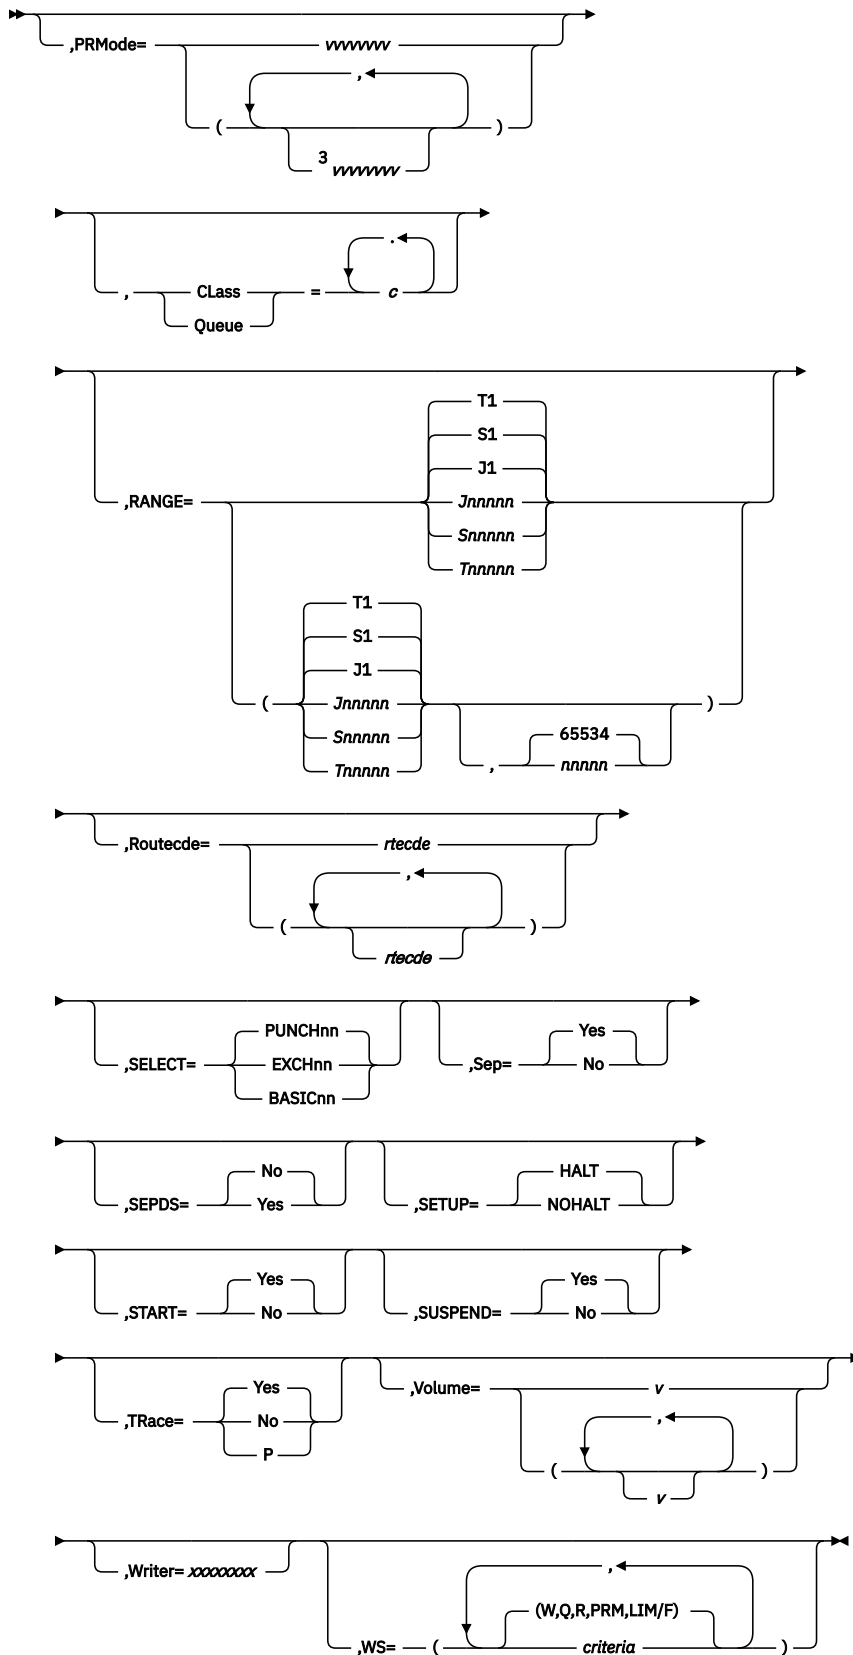 ,PRMode= vvvvvvvv
,
( )
3
vvvvvvvv
.
, CLass = c
Queue
T1
S1
J1
,RANGE= Jnnnnn
Snnnnn
Tnnnnn
T1
S1
J1
( Jnnnnn )
Snnnnn 65534
, nnnnn
Tnnnnn
,Routecde= rtecde
,
( )
rtecde
PUNCHnn Yes
,SELECT= EXCHnn ,Sep= No
BASICnn
No HALT
,SEPDS= Yes ,SETUP= NOHALT
Yes Yes
,START= No ,SUSPEND= No
Yes ,Volume= v
,TRace= No ,
P ( )
v
,Writer= xxxxxxxx ,
(W,Q,R,PRM,LIM/F)
,WS= ( criteria )